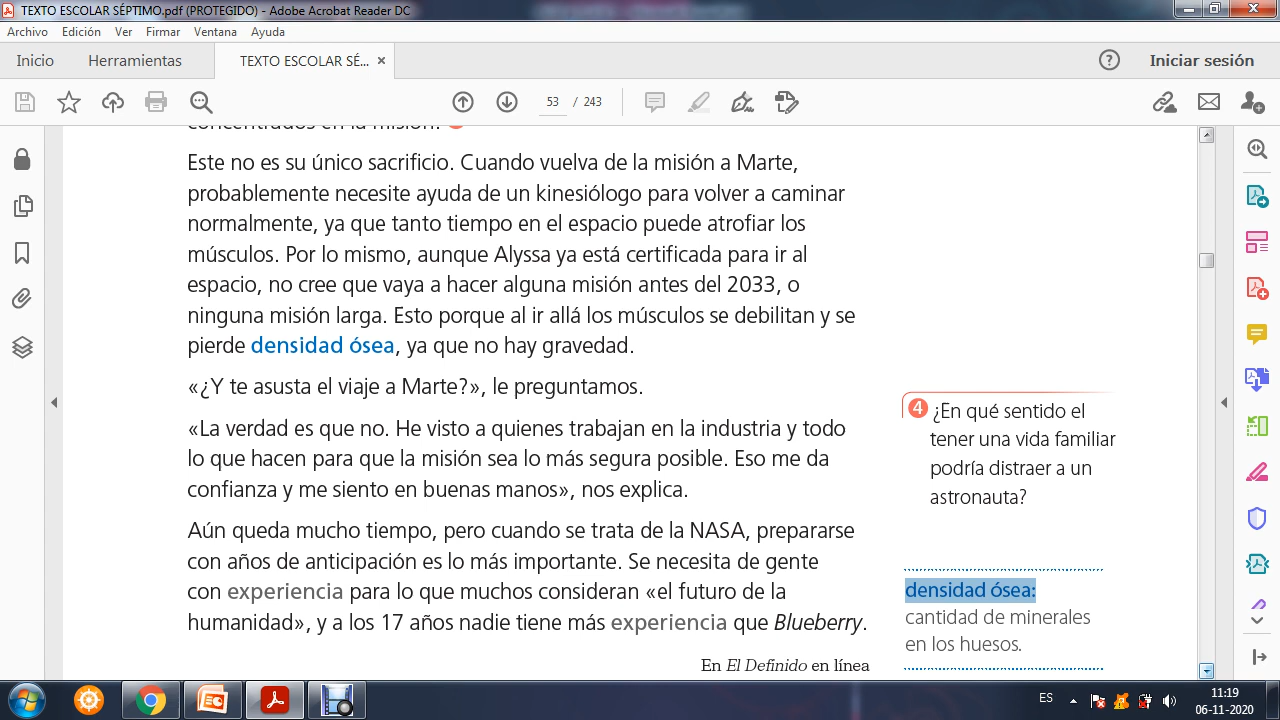 TEXTO ESCOLAR SÉPTIMO.pdf (PROTEGIDO) - Adobe Acrobat Reader DC
Archivo Edición Ver Firmar Ventana Ayuda
Inicio Herramientas TEXTO ESCOLAR SÉ... × ? Iniciar sesión
53 / 243
concentrados en la misión.
Este no es su único sacrificio. Cuando vuelva de la misión a Marte,
probablemente necesite ayuda de un kinesiólogo para volver a caminar
normalmente, ya que tanto tiempo en el espacio puede atrofiar los
músculos. Por lo mismo, aunque Alyssa ya está certificada para ir al
espacio, no cree que vaya a hacer alguna misión antes del 2033, o
ninguna misión larga. Esto porque al ir allá los músculos se debilitan y se
pierde densidad ósea, ya que no hay gravedad.
«¿Y te asusta el viaje a Marte?», le preguntamos.
«La verdad es que no. He visto a quienes trabajan en la industria y todo
lo que hacen para que la misión sea lo más segura posible. Eso me da
confianza y me siento en buenas manos», nos explica.
Aún queda mucho tiempo, pero cuando se trata de la NASA, prepararse
con años de anticipación es lo más importante. Se necesita de gente
con experiencia para lo que muchos consideran «el futuro de la
humanidad», y a los 17 años nadie tiene más experiencia que Blueberry.
En El Definido en línea
4 ¿En qué sentido el
tener una vida familiar
podría distraer a un
astronauta?
densidad ósea:
cantidad de minerales
en los huesos.
ES
11:19
06-11-2020